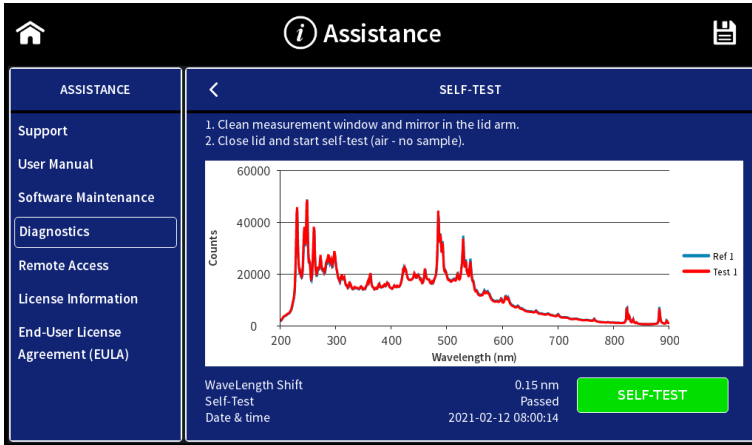 i Assistance
ASSISTANCE
Support
User Manual
Software Maintenance
Diagnostics
Remote Access
License Information
End-User License
Agreement (EULA)
SELF-TEST
1. Clean measurement window and mirror in the lid arm.
2. Close lid and start self-test (air - no sample).
60000
40000
20000
0
Counts
200 300 400 500 600 700 800 900
Wavelength (nm)
Ref 1
Test 1
WaveLength Shift 0.15 nm
Self-Test Passed
Date & time 2021-02-12 08:00:14
SELF-TEST